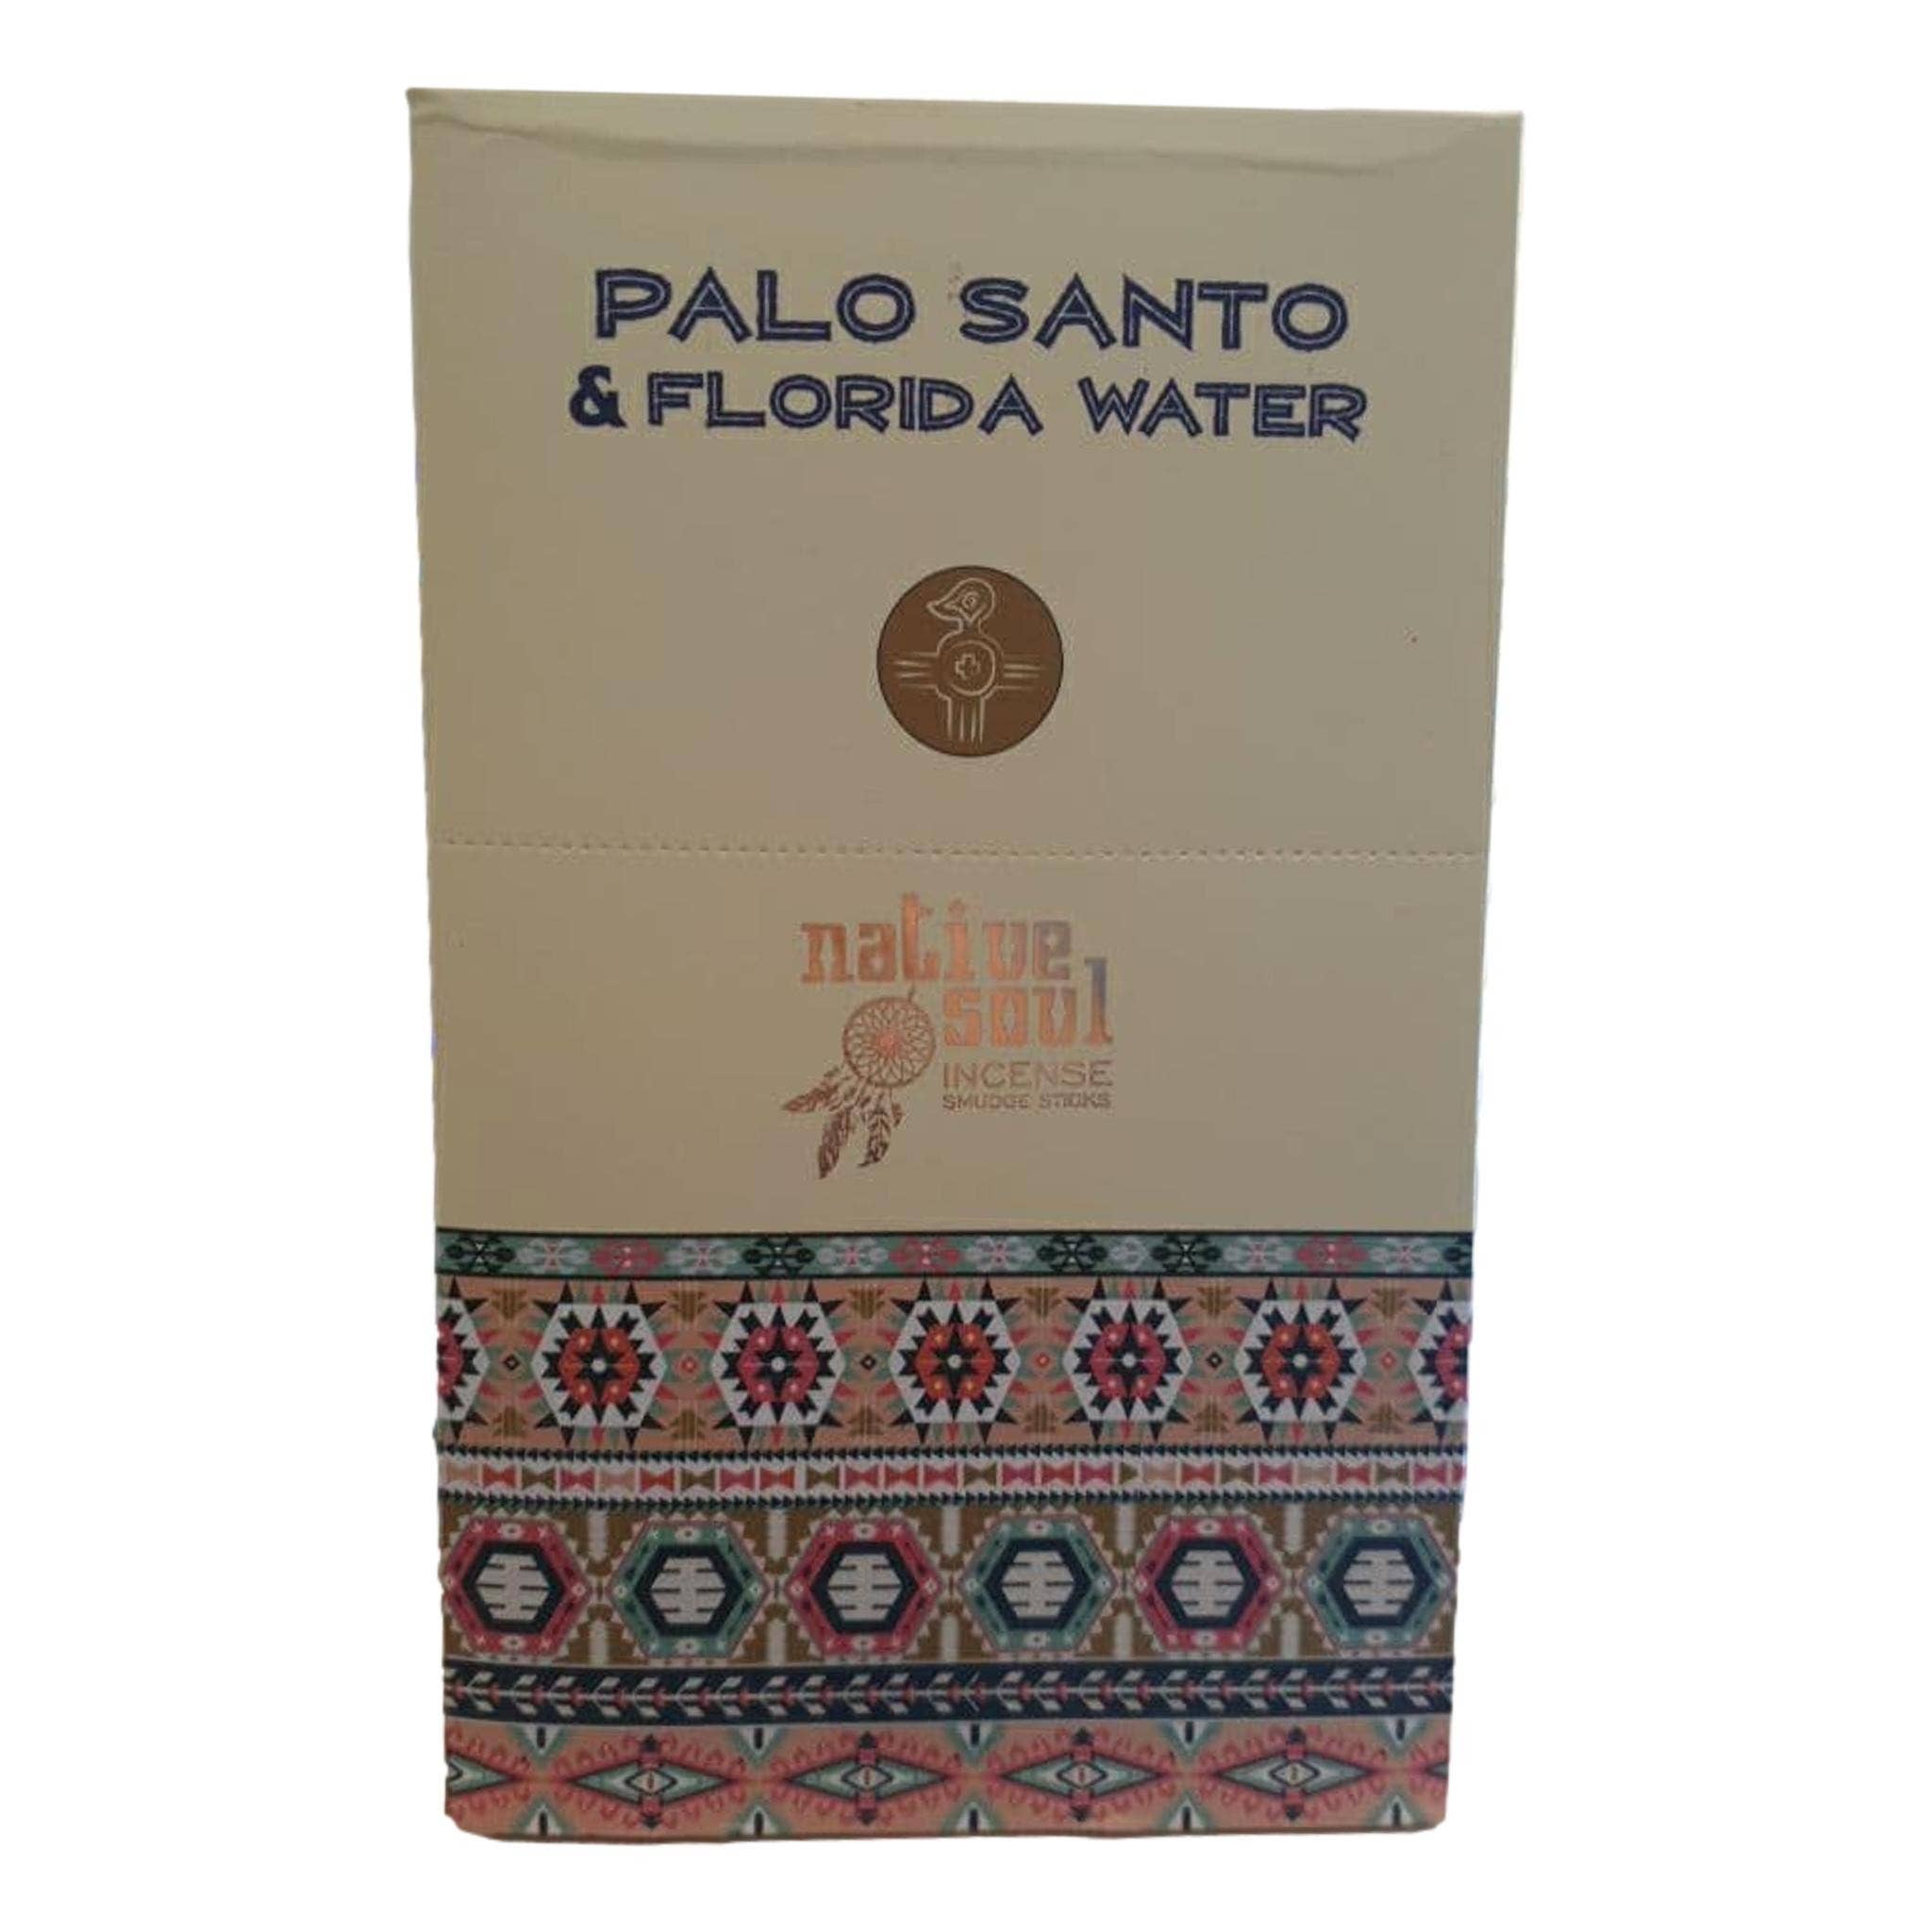 PALO SANTO
& FLORIDA WATER
native
soul
INCENSE
SMUDGE STICKS